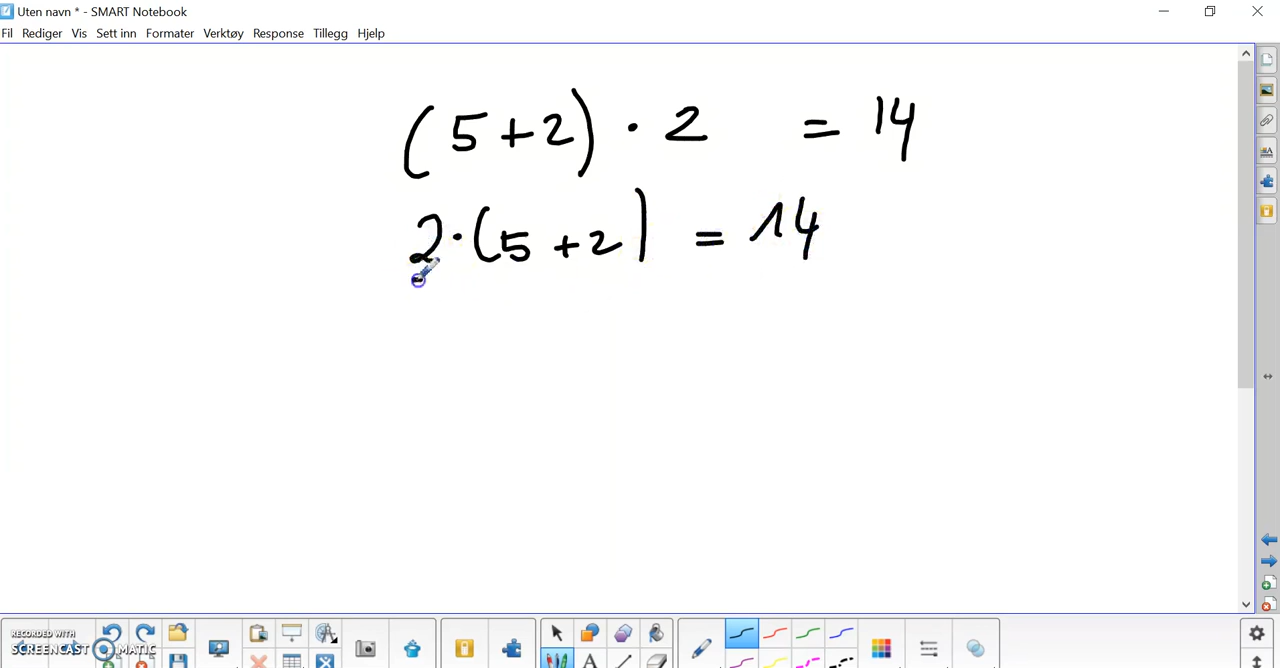 Uten navn * - SMART Notebook
Fil Rediger Vis Sett inn Formater Verktøy Response Tillegg Hjelp
(5+2) · 2 = 14
2·(5+2) = 14
RECORDED WITH
SCREENCAST MATIC